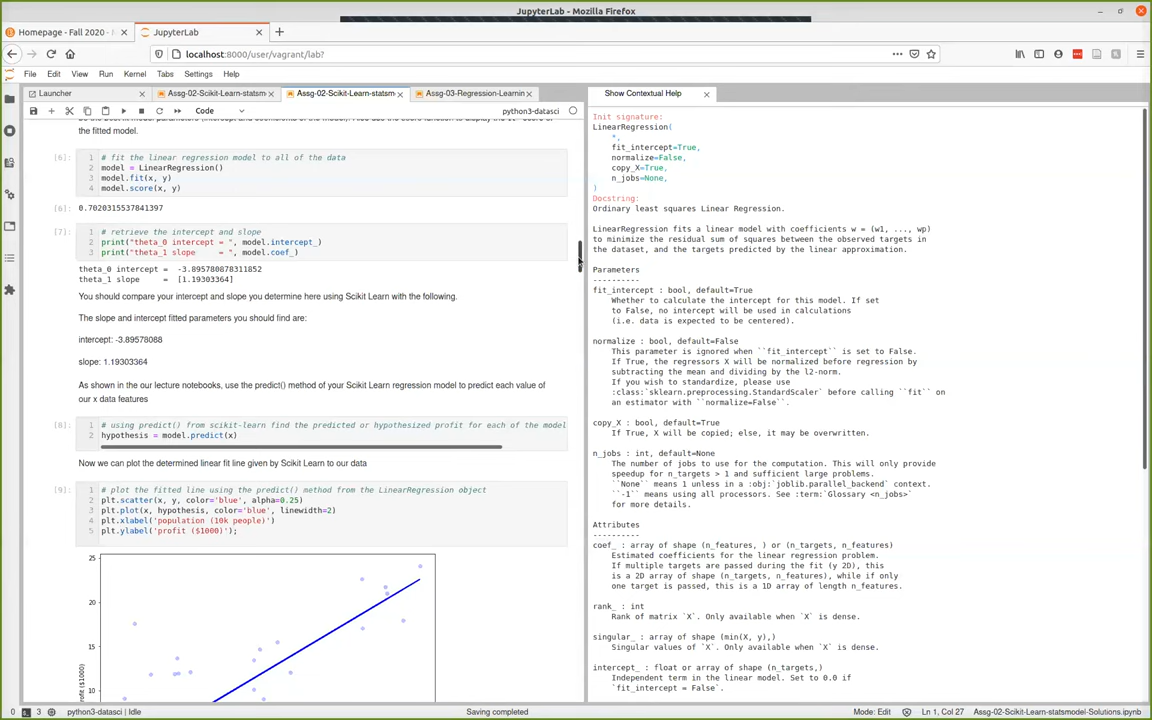 JupyterLab - Mozilla Firefox
Homepage - Fall 2020 -
JupyterLab
localhost:8000/user/vagrant/lab?
File Edit View Run Kernel Tabs Settings Help
Launcher
Assg-02-Scikit-Learn-statsm
Assg-02-Scikit-Learn-statsm
Assg-03-Regression-Learnin
Show Contextual Help
Code
python3-datasci
the fitted model.
[6]:
1 # fit the linear regression model to all of the data
2 model = LinearRegression()
3 model.fit(x, y)
4 model.score(x, y)
[6]: 0.7020315537841397
[7]:
1 # retrieve the intercept and slope
2 print("theta_0 intercept = ", model.intercept_)
3 print("theta_1 slope     = ", model.coef_)
theta_0 intercept =  -3.895780878311852
theta_1 slope     =  [1.19303364]
You should compare your intercept and slope you determine here using Scikit Learn with the following.
The slope and intercept fitted parameters you should find are:
intercept: -3.89578088
slope: 1.19303364
As shown in the our lecture notebooks, use the predict() method of your Scikit Learn regression model to predict each value of
our x data features
[8]:
1 # using predict() from scikit-learn find the predicted or hypothesized profit for each of the model
2 hypothesis = model.predict(x)
Now we can plot the determined linear fit line given by Scikit Learn to our data
[9]:
1 # plot the fitted line using the predict() method from the LinearRegression object
2 plt.scatter(x, y, color='blue', alpha=0.25)
3 plt.plot(x, hypothesis, color='blue', linewidth=2)
4 plt.xlabel('population (10k people)')
5 plt.ylabel('profit ($1000)');
25
20
15
10
Init signature:
LinearRegression(
*,
fit_intercept=True,
normalize=False,
copy_X=True,
n_jobs=None,
)
Docstring:
Ordinary least squares Linear Regression.
LinearRegression fits a linear model with coefficients w = (w1, ..., wp)
to minimize the residual sum of squares between the observed targets in
the dataset, and the targets predicted by the linear approximation.
Parameters
----------
fit_intercept : bool, default=True
Whether to calculate the intercept for this model. If set
to False, no intercept will be used in calculations
(i.e. data is expected to be centered).
normalize : bool, default=False
This parameter is ignored when ``fit_intercept`` is set to False.
If True, the regressors X will be normalized before regression by
subtracting the mean and dividing by the l2-norm.
If you wish to standardize, please use
:class:`sklearn.preprocessing.StandardScaler` before calling ``fit`` on
an estimator with ``normalize=False``.
copy_X : bool, default=True
If True, X will be copied; else, it may be overwritten.
n_jobs : int, default=None
The number of jobs to use for the computation. This will only provide
speedup for n_targets > 1 and sufficient large problems.
``None`` means 1 unless in a :obj:`joblib.parallel_backend` context.
``-1`` means using all processors. See :term:`Glossary <n_jobs>`
for more details.
Attributes
----------
coef_ : array of shape (n_features, ) or (n_targets, n_features)
Estimated coefficients for the linear regression problem.
If multiple targets are passed during the fit (y 2D), this
is a 2D array of shape (n_targets, n_features), while if only
one target is passed, this is a 1D array of length n_features.
rank_ : int
Rank of matrix `X`. Only available when `X` is dense.
singular_ : array of shape (min(X, y),)
Singular values of `X`. Only available when `X` is dense.
intercept_ : float or array of shape (n_targets,)
Independent term in the linear model. Set to 0.0 if
`fit_intercept = False`.
0 3 python3-datasci | Idle
Saving completed
Mode: Edit
Ln 1, Col 27
Assg-02-Scikit-Learn-statsmodel-Solutions.ipynb